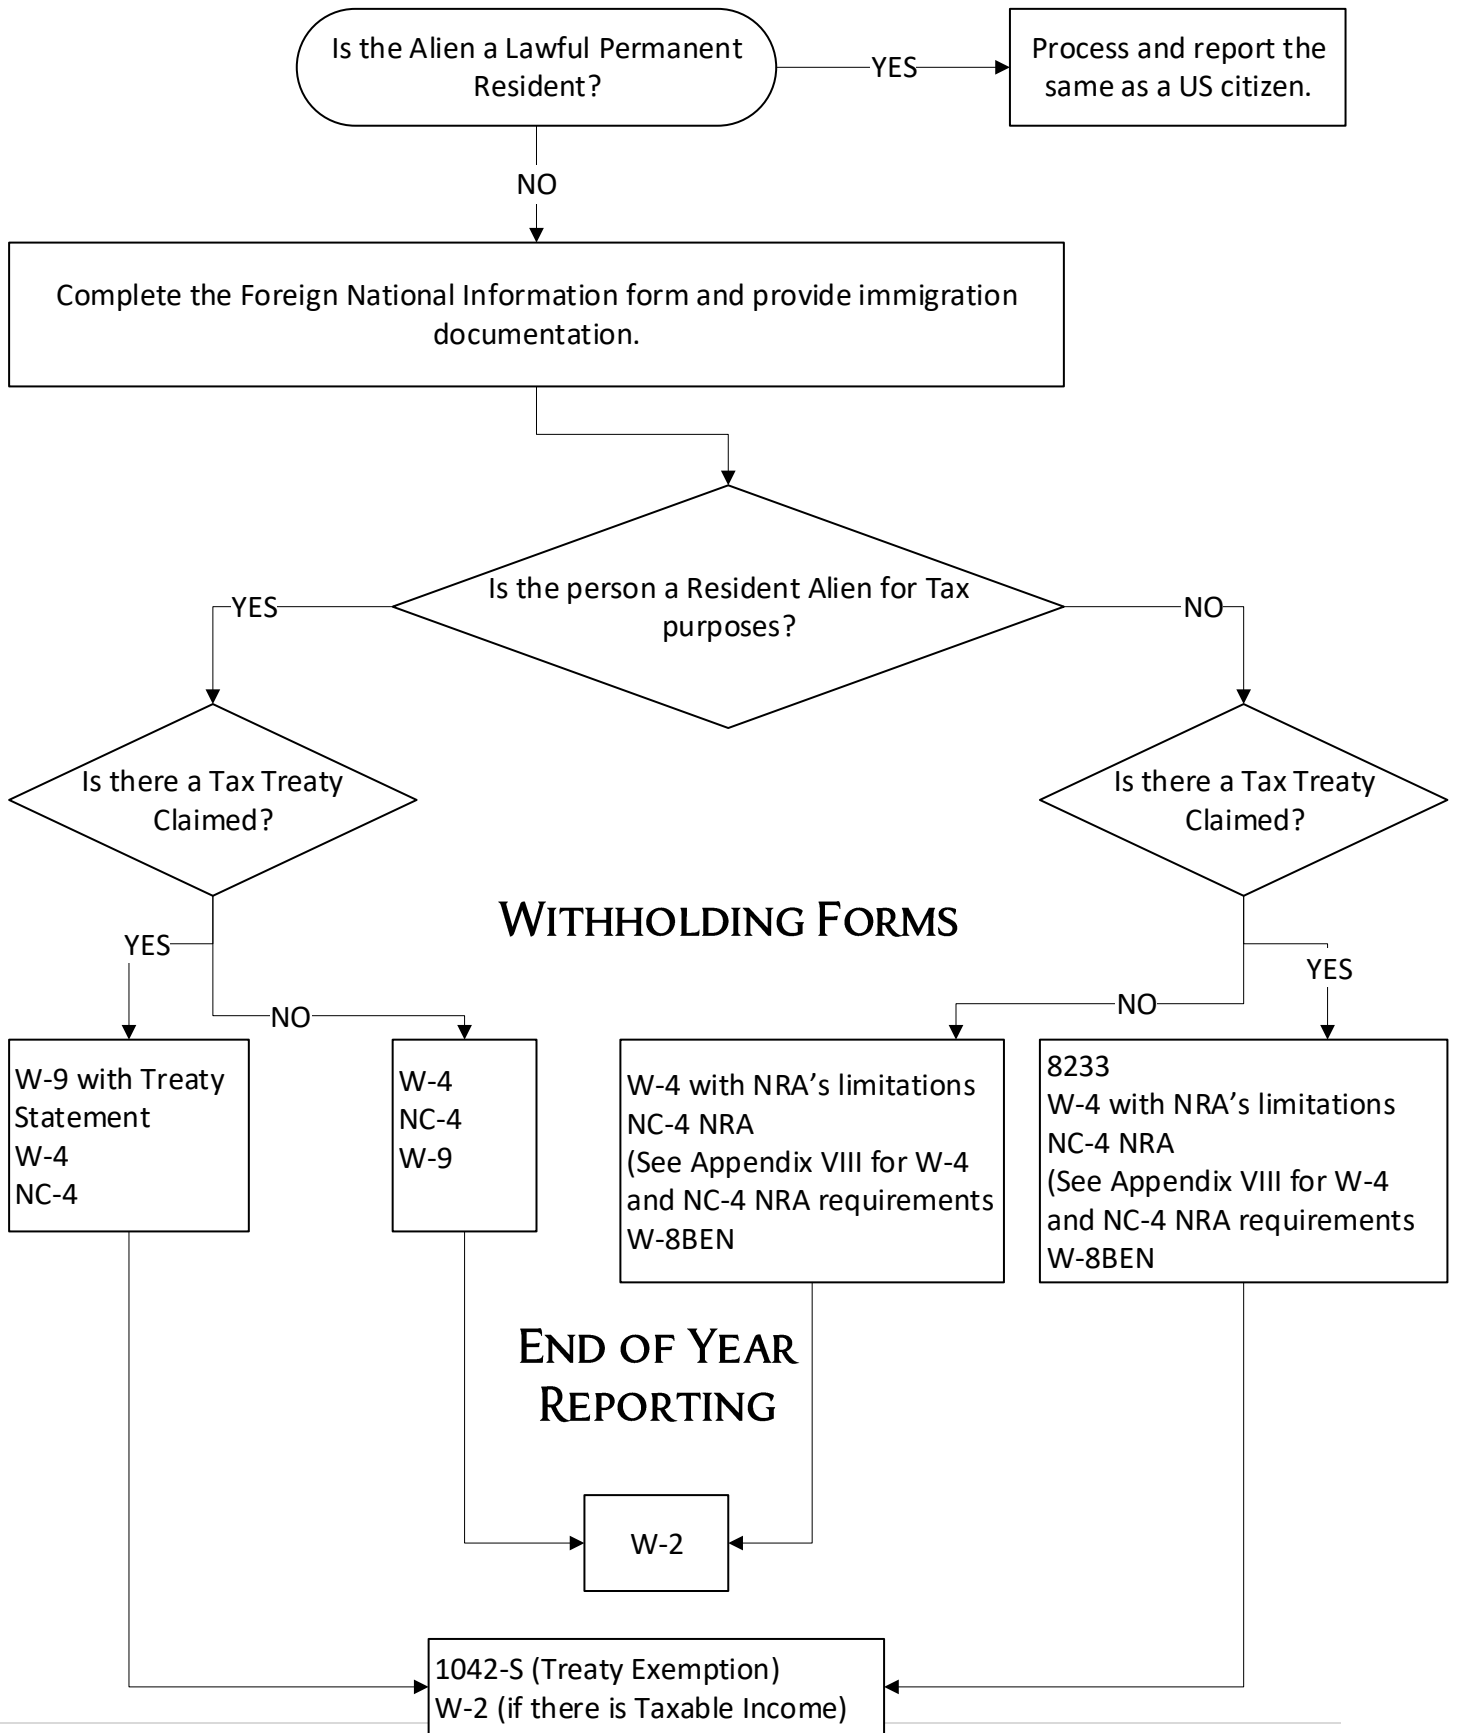 Is the Alien a Lawful Permanent
Resident?
YES
Process and report the
same as a US citizen.
NO
Complete the Foreign National Information form and provide immigration
documentation.
Is the person a Resident Alien for Tax
purposes?
YES
NO
Is there a Tax Treaty
Claimed?
Is there a Tax Treaty
Claimed?
WITHHOLDING FORMS
YES
NO
NO
YES
W-9 with Treaty
Statement
W-4
NC-4
W-4
NC-4
W-9
W-4 with NRA’s limitations
NC-4 NRA
(See Appendix VIII for W-4
and NC-4 NRA requirements
W-8BEN
8233
W-4 with NRA’s limitations
NC-4 NRA
(See Appendix VIII for W-4
and NC-4 NRA requirements
W-8BEN
END OF YEAR
REPORTING
W-2
1042-S (Treaty Exemption)
W-2 (if there is Taxable Income)